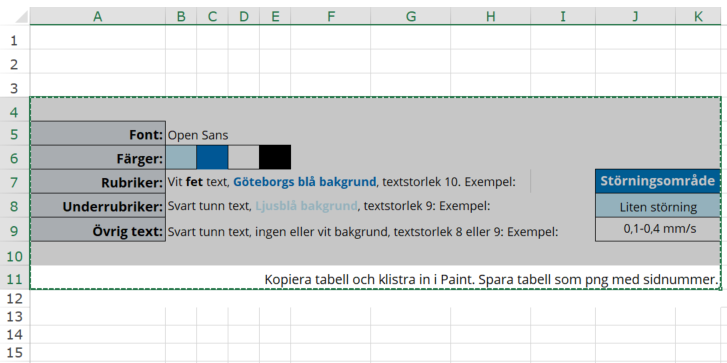 A B C D E F G H I J K
1
2
3
4
5 Font: Open Sans
6 Färger:
7 Rubriker: Vit fet text, Göteborgs blå bakgrund, textstorlek 10. Exempel: Störningsområde
8 Underrubriker: Svart tunn text, Ljusblå bakgrund, textstorlek 9: Exempel: Liten störning
9 Övrig text: Svart tunn text, ingen eller vit bakgrund, textstorlek 8 eller 9: Exempel: 0,1-0,4 mm/s
10
11 Kopiera tabell och klistra in i Paint. Spara tabell som png med sidnummer.
12
13
14
15